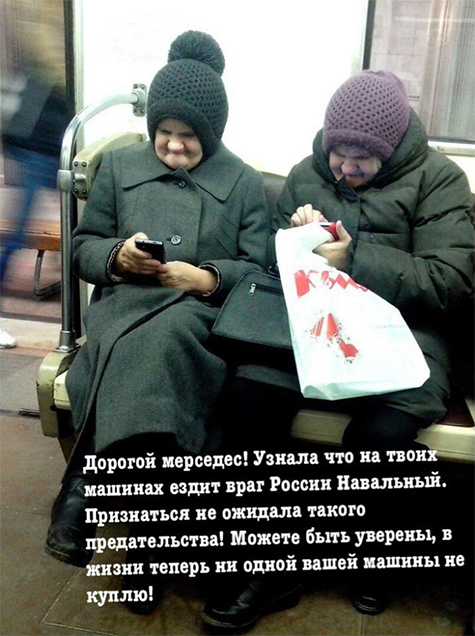 Дорогой мерседес! Узнала что на твоих
машинах ездит враг России Навальный.
Признаться не ожидала такого
предательства! Можете быть уверены, в
жизни теперь ни одной вашей машины не
куплю!